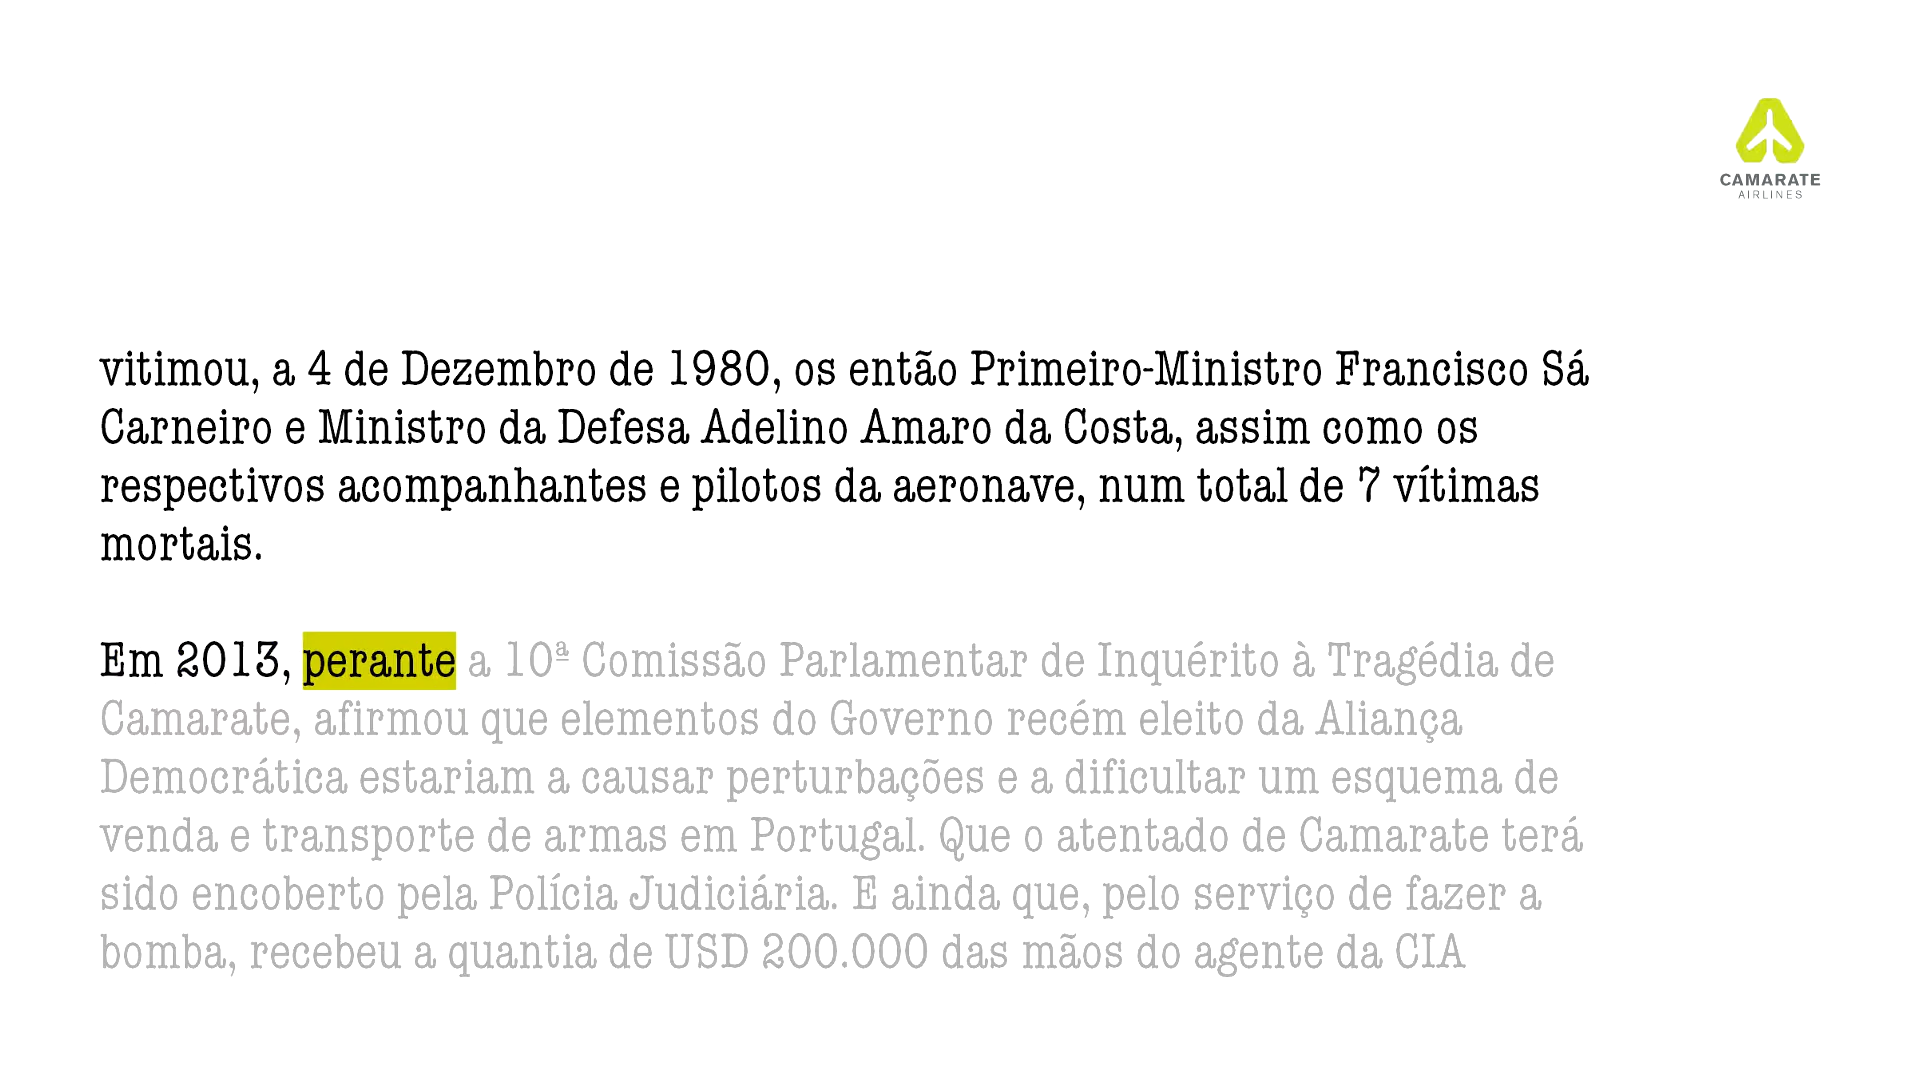 CAMARATE
AIRLINES
vitimou, a 4 de Dezembro de 1980, os então Primeiro-Ministro Francisco Sá
Carneiro e Ministro da Defesa Adelino Amaro da Costa, assim como os
respectivos acompanhantes e pilotos da aeronave, num total de 7 vítimas
mortais.
Em 2013, perante a 10ª Comissão Parlamentar de Inquérito à Tragédia de
Camarate, afirmou que elementos do Governo recém eleito da Aliança
Democrática estariam a causar perturbações e a dificultar um esquema de
venda e transporte de armas em Portugal. Que o atentado de Camarate terá
sido encoberto pela Polícia Judiciária. E ainda que, pelo serviço de fazer a
bomba, recebeu a quantia de USD 200.000 das mãos do agente da CIA